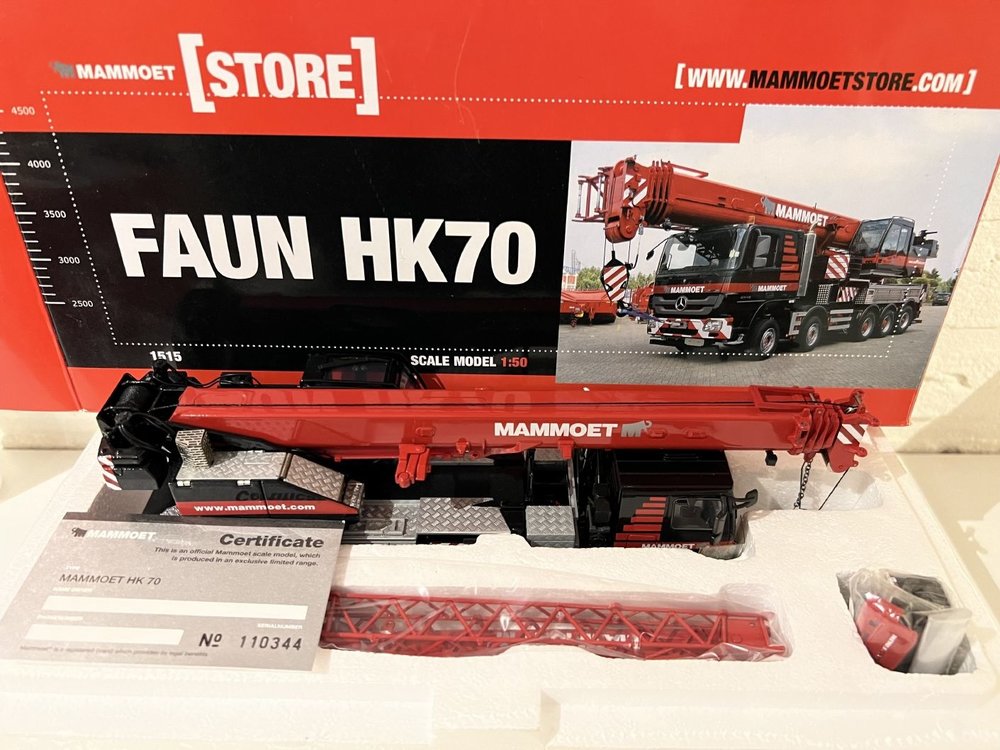 MAMMOET [STORE]
[WWW.MAMMOETSTORE.COM]
4500
4000
3500
3000
2500
FAUN HK70
MAMMOET
MAMMOET
MAMMOET
1515
SCALE MODEL 1:50
MAMMOET
www.mammoet.com
MAMMOET
MAMMOET
Certificate
This is an official Mammoet scale model, which
is produced in an exclusive limited range.
TYPE
MAMMOET HK 70
SERIALNUMBER
Nº 110344